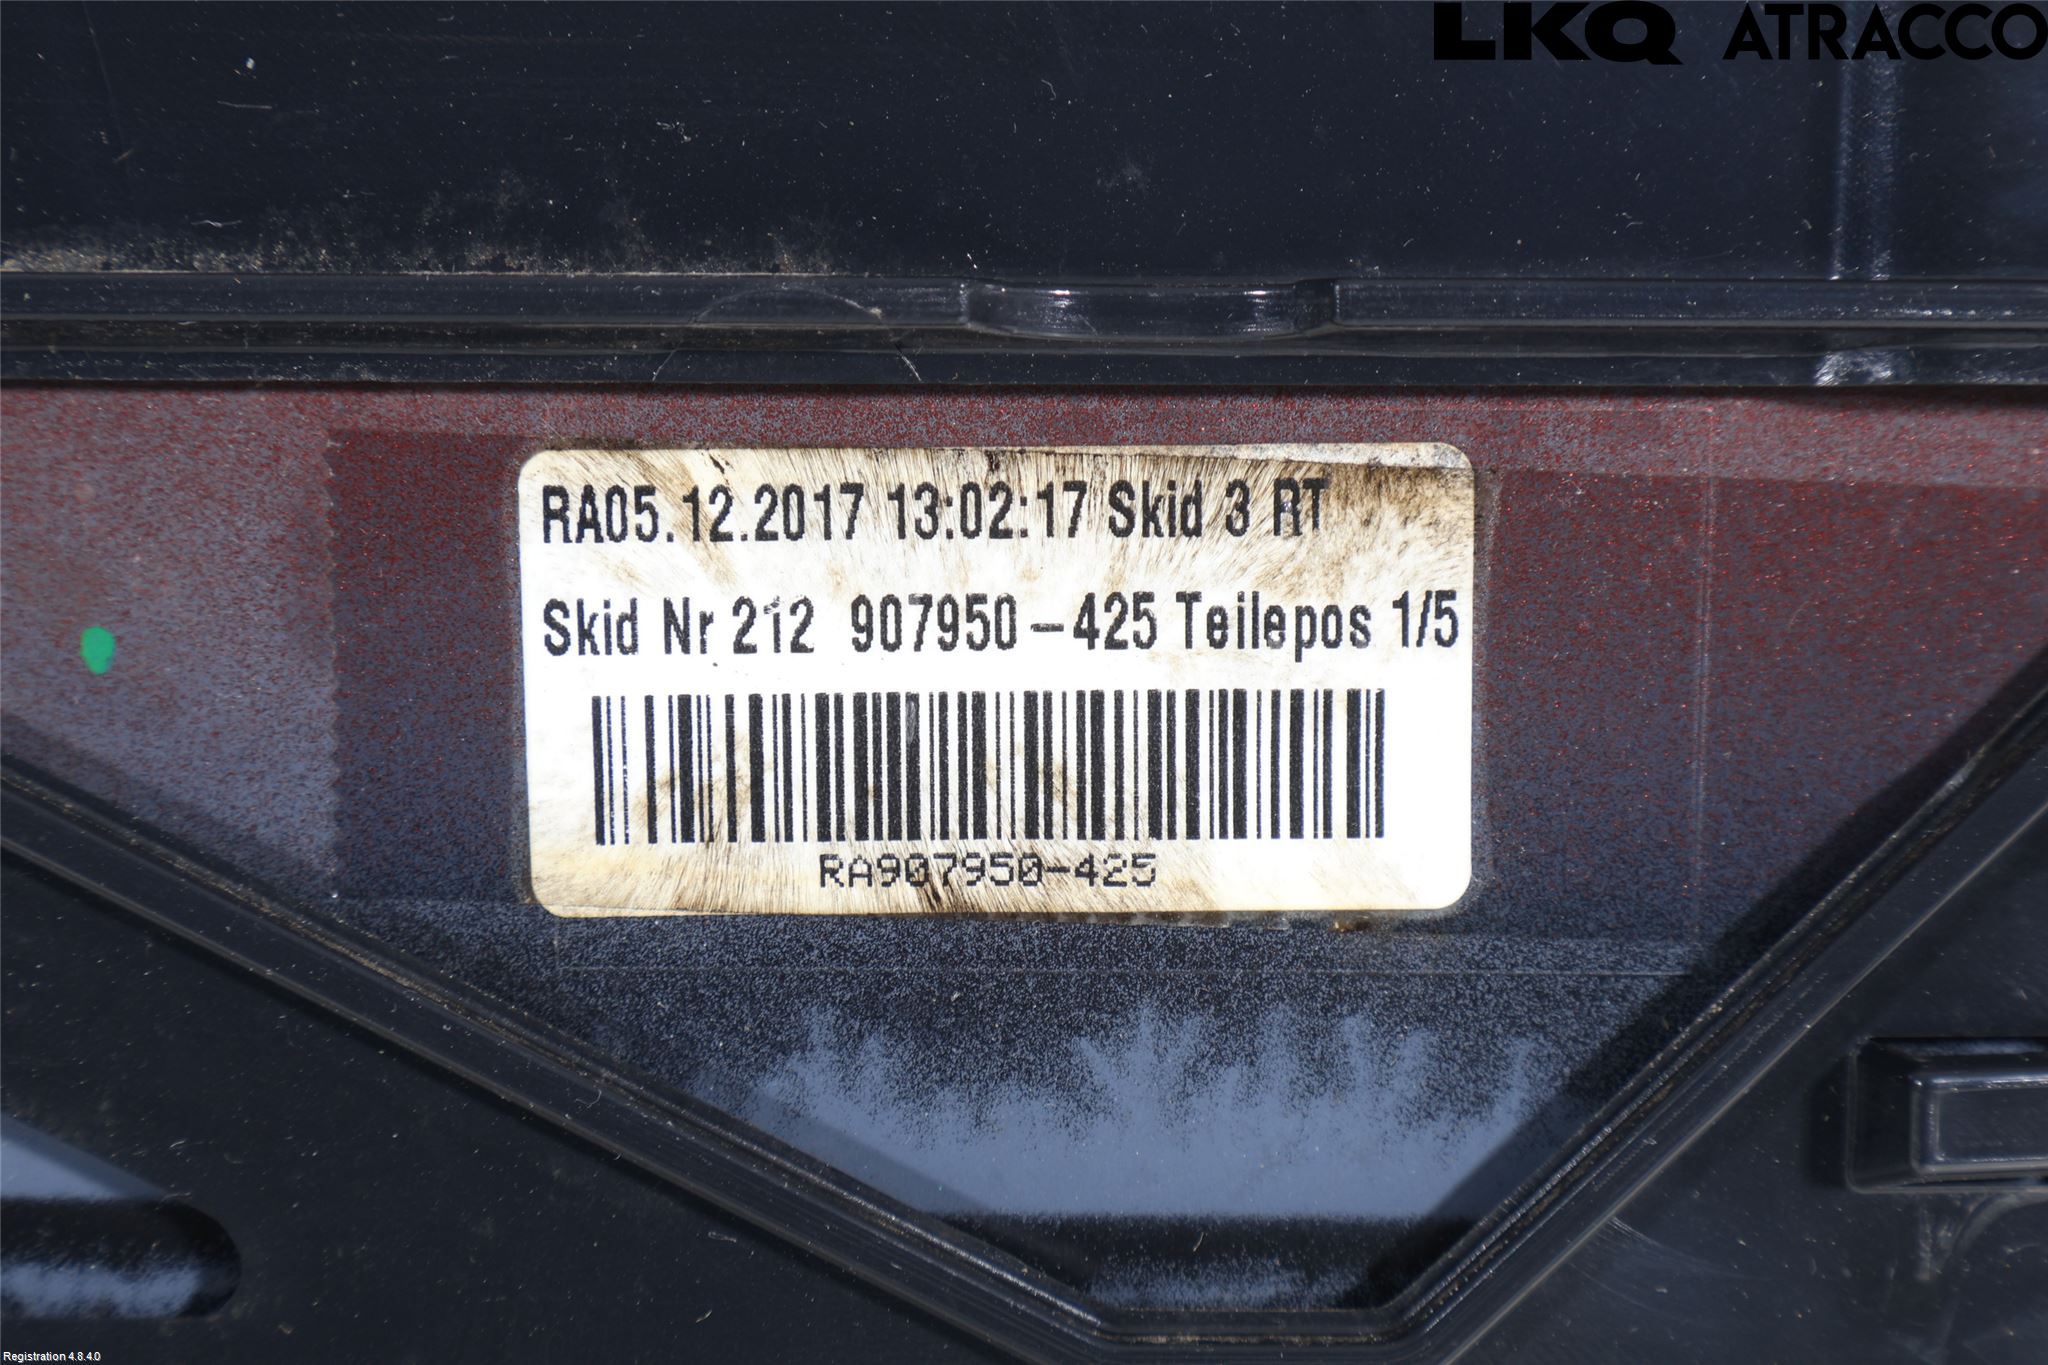 LKQ ATRACCO
RA05.12.2017 13:02:17 Skid 3 RT
Skid Nr 212 907950-425 Teilepos 1/5
RA907950-425
Registration 4.8.4.0